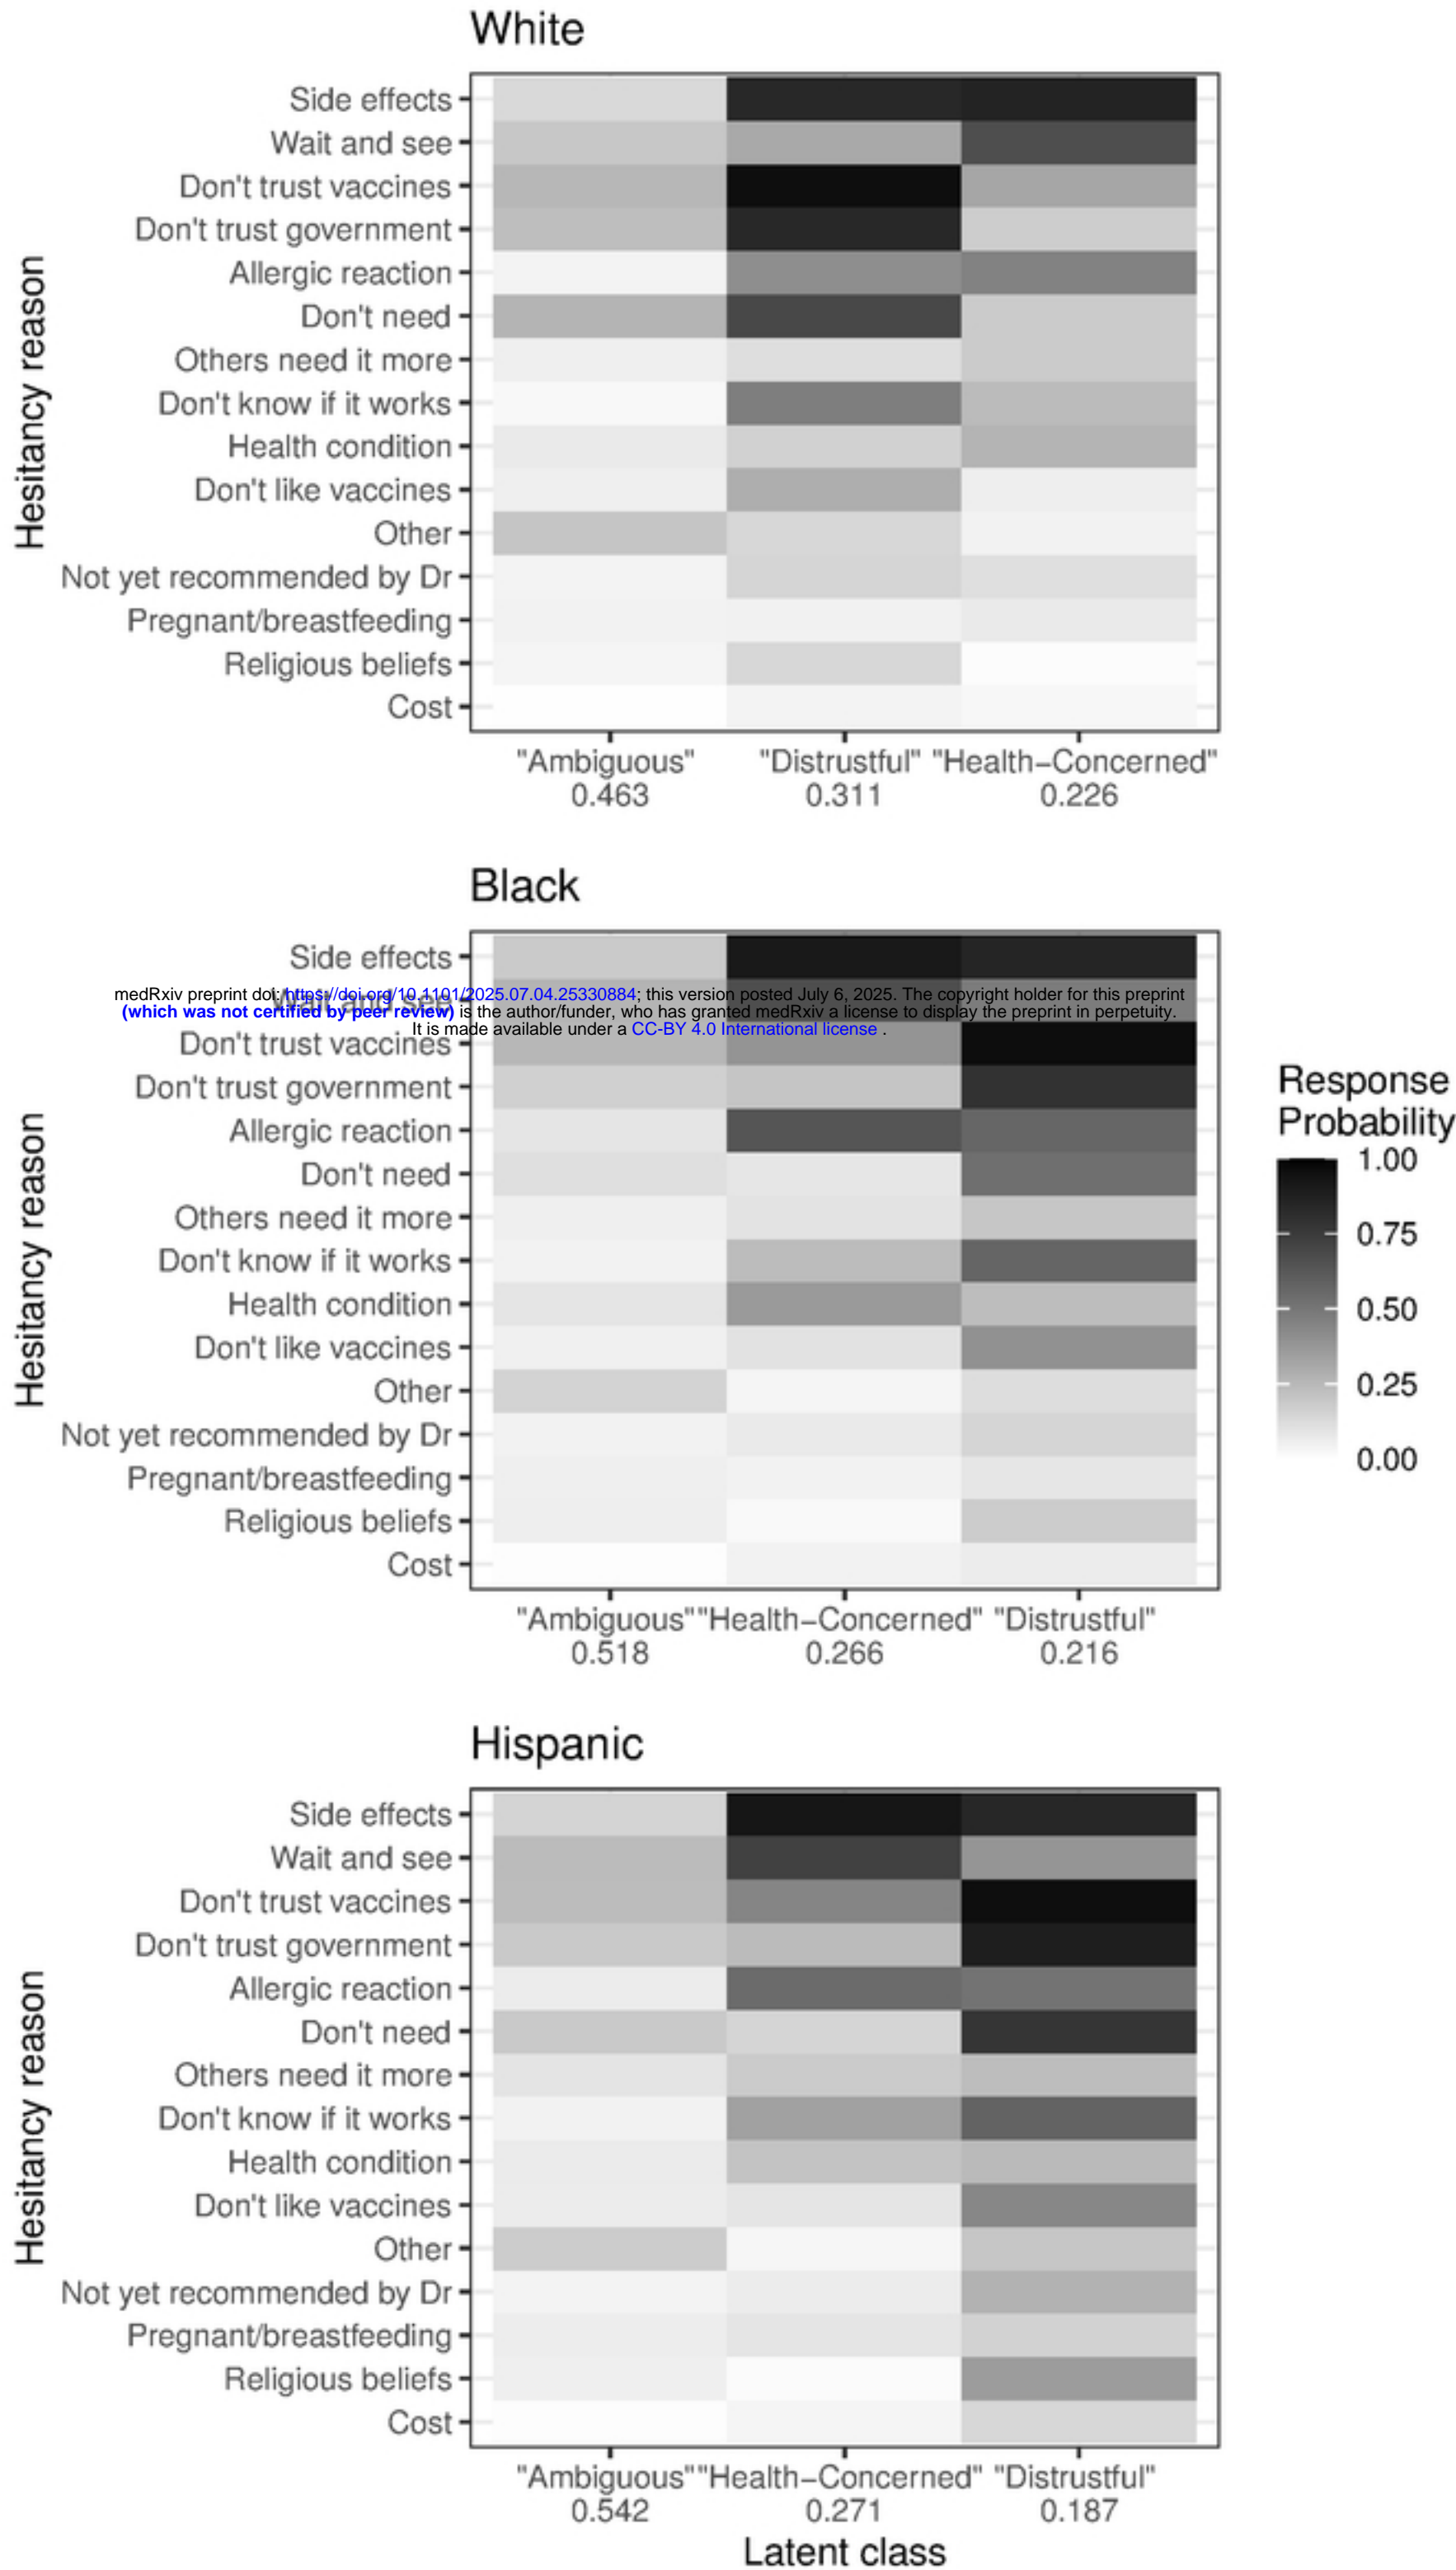 White
Hesitancy reason
Side effects
Wait and see
Don't trust vaccines
Don't trust government
Allergic reaction
Don't need
Others need it more
Don't know if it works
Health condition
Don't like vaccines
Other
Not yet recommended by Dr
Pregnant/breastfeeding
Religious beliefs
Cost
"Ambiguous" "Distrustful" "Health−Concerned"
0.463 0.311 0.226
Black
Hesitancy reason
Side effects
Wait and see
medRxiv preprint doi: https://doi.org/10.1101/2025.07.04.25330884; this version posted July 6, 2025. The copyright holder for this preprint
(which was not certified by peer review) is the author/funder, who has granted medRxiv a license to display the preprint in perpetuity.
It is made available under a CC-BY 4.0 International license .
Don't trust vaccines
Don't trust government
Allergic reaction
Don't need
Others need it more
Don't know if it works
Health condition
Don't like vaccines
Other
Not yet recommended by Dr
Pregnant/breastfeeding
Religious beliefs
Cost
"Ambiguous" "Health−Concerned" "Distrustful"
0.518 0.266 0.216
Response
Probability
1.00
0.75
0.50
0.25
0.00
Hispanic
Hesitancy reason
Side effects
Wait and see
Don't trust vaccines
Don't trust government
Allergic reaction
Don't need
Others need it more
Don't know if it works
Health condition
Don't like vaccines
Other
Not yet recommended by Dr
Pregnant/breastfeeding
Religious beliefs
Cost
"Ambiguous" "Health−Concerned" "Distrustful"
0.542 0.271 0.187
Latent class